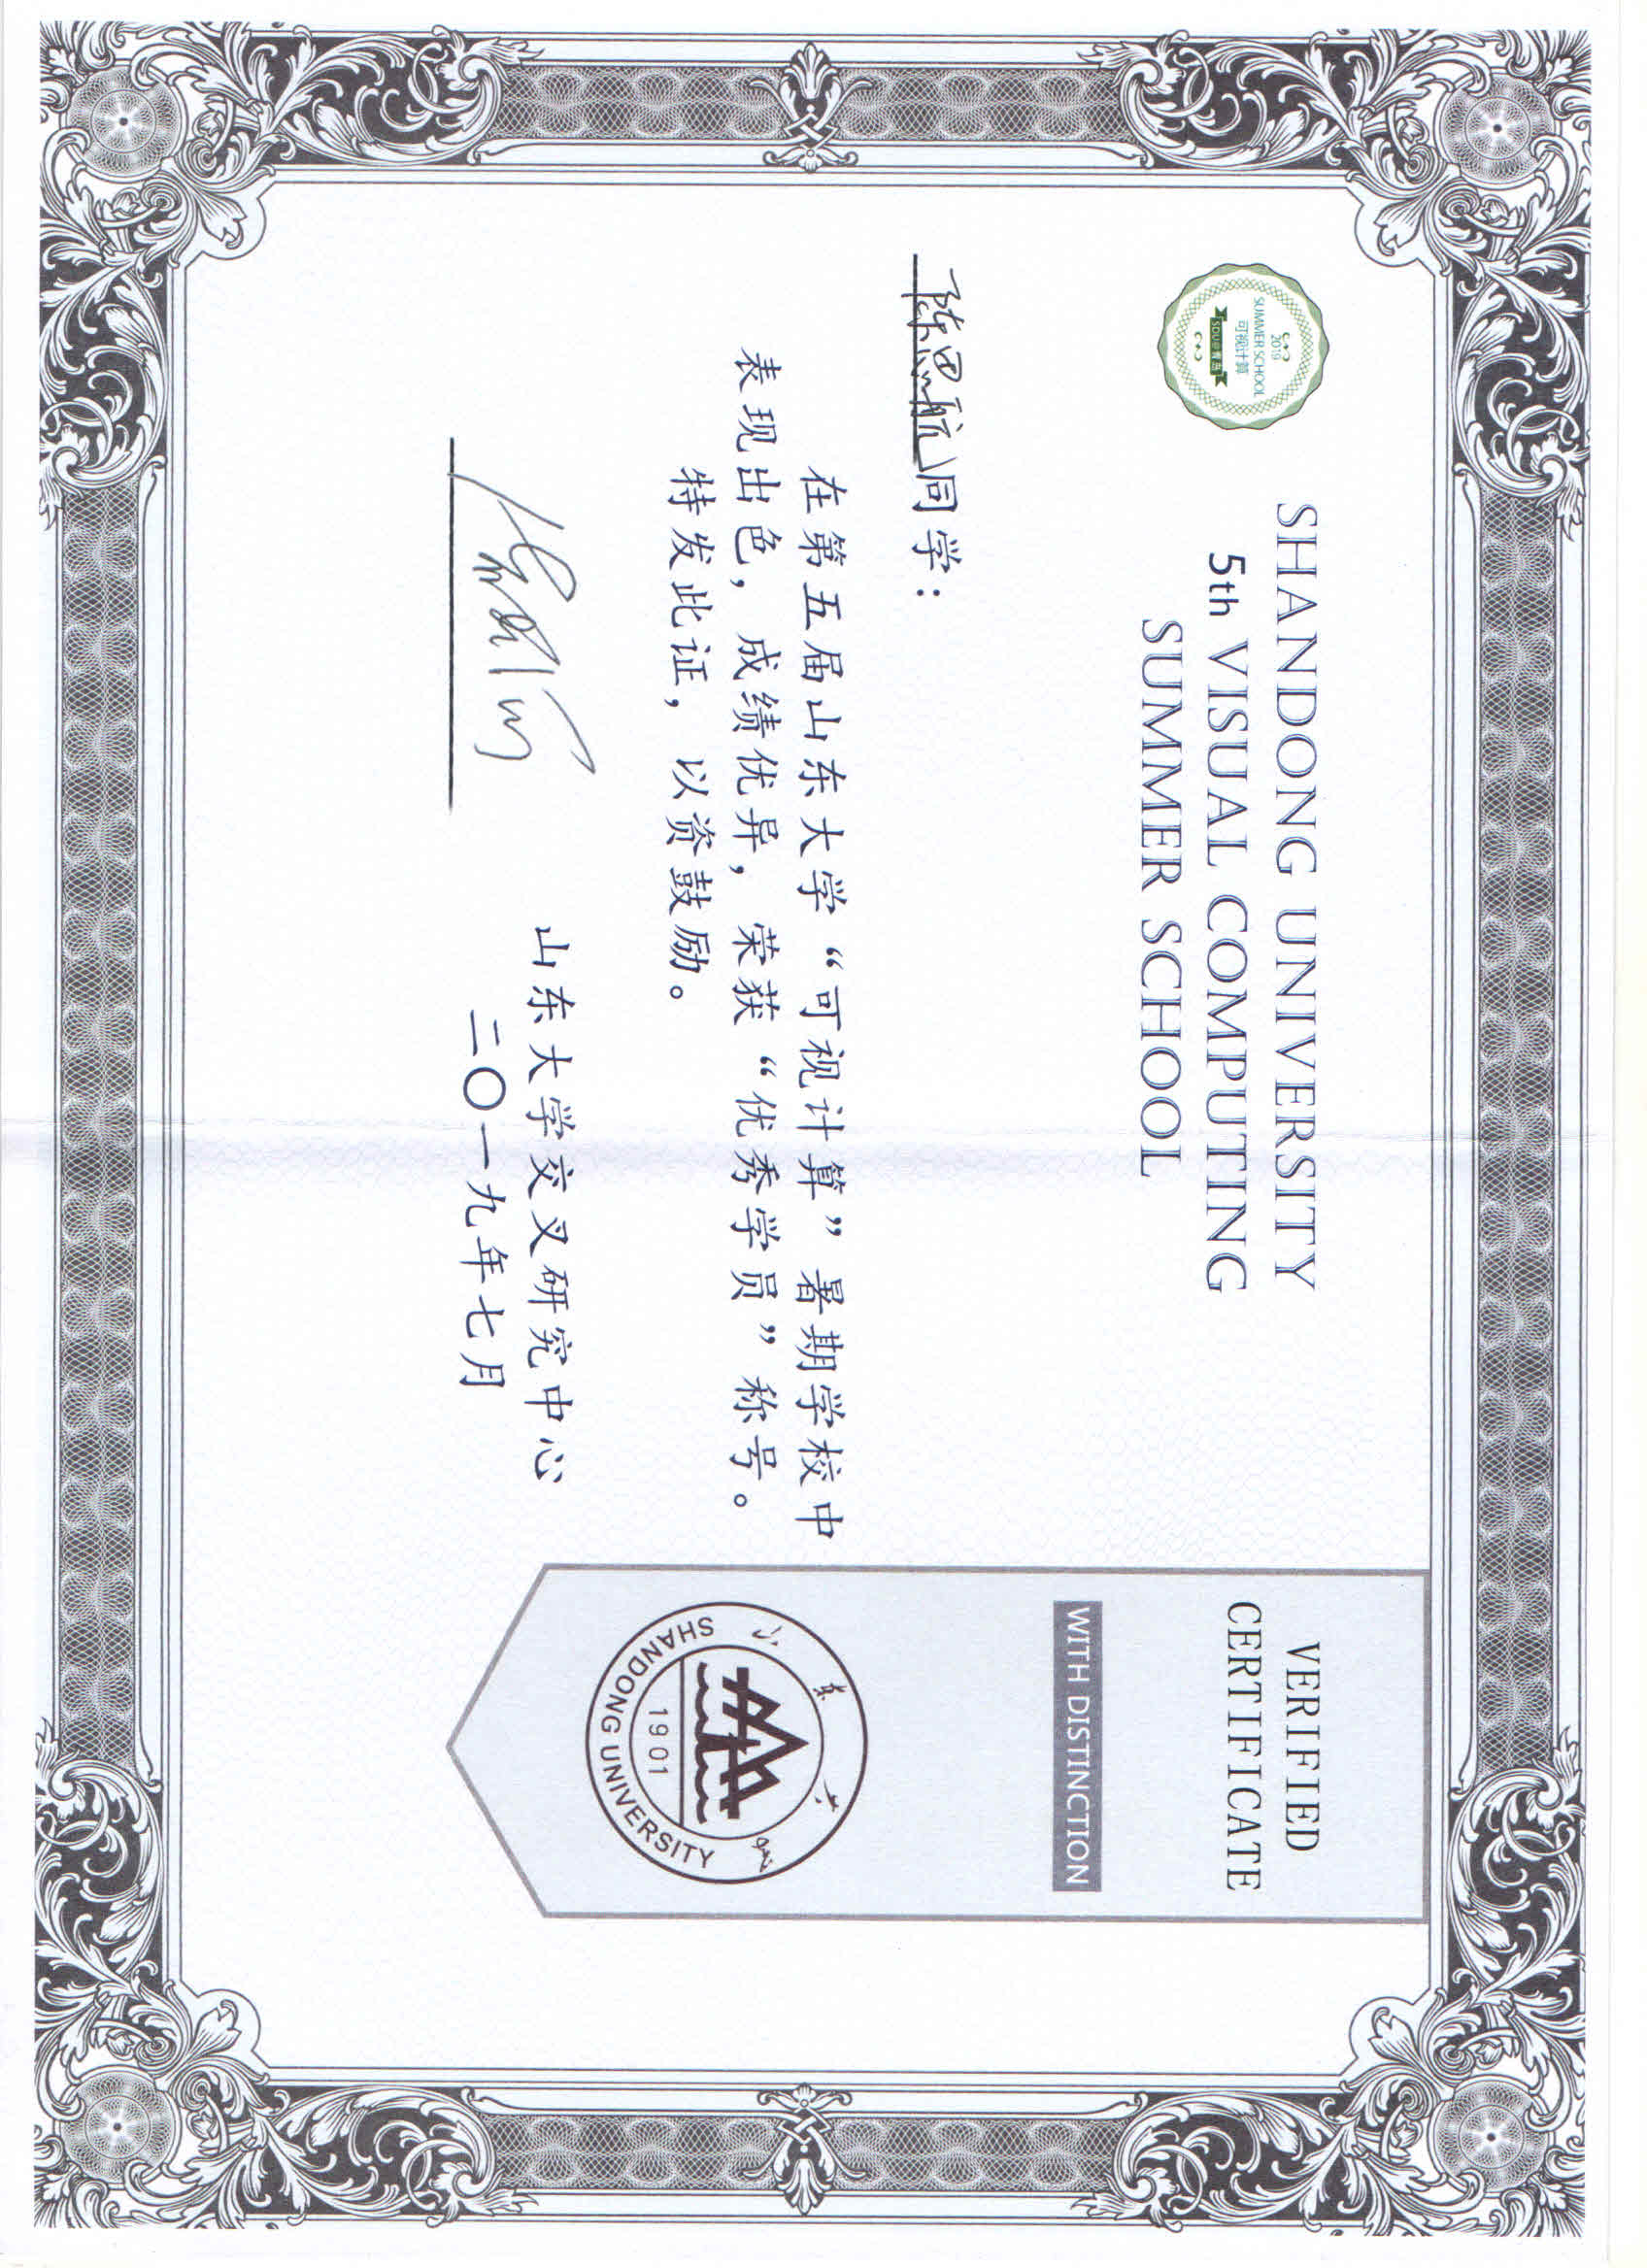 2019
SUMMER SCHOOL
可视计算
SDU@青岛
SHANDONG UNIVERSITY
5th VISUAL COMPUTING
SUMMER SCHOOL
VERIFIED
CERTIFICATE
WITH DISTINCTION
陈思航同学：
在第五届山东大学“可视计算”暑期学校中
表现出色，成绩优异，荣获“优秀学员”称号。
特发此证，以资鼓励。
山东大学交叉研究中心
二〇一九年七月
山东大学
1901
SHANDONG UNIVERSITY